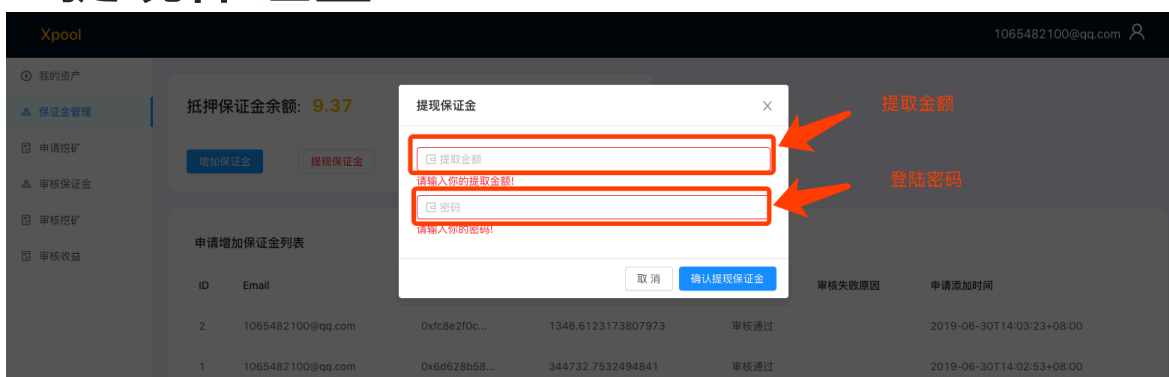 Xpool
1065482100@qq.com
我的资产
保证金管理
申请挖矿
审核保证金
审核挖矿
审核收益
抵押保证金余额: 9.37
增加保证金 提现保证金
提现保证金
提取金额
请输入你的提取金额!
密码
请输入你的密码!
取 消 确认提现保证金
提取金额
登陆密码
申请增加保证金列表
ID Email 审核失败原因 申请添加时间
2 1065482100@qq.com 0xfc8e2f0c... 1346.6123173807973 审核通过 2019-06-30T14:03:23+08:00
1 1065482100@qq.com 0x6d628b58... 344732.7532494841 审核通过 2019-06-30T14:02:53+08:00